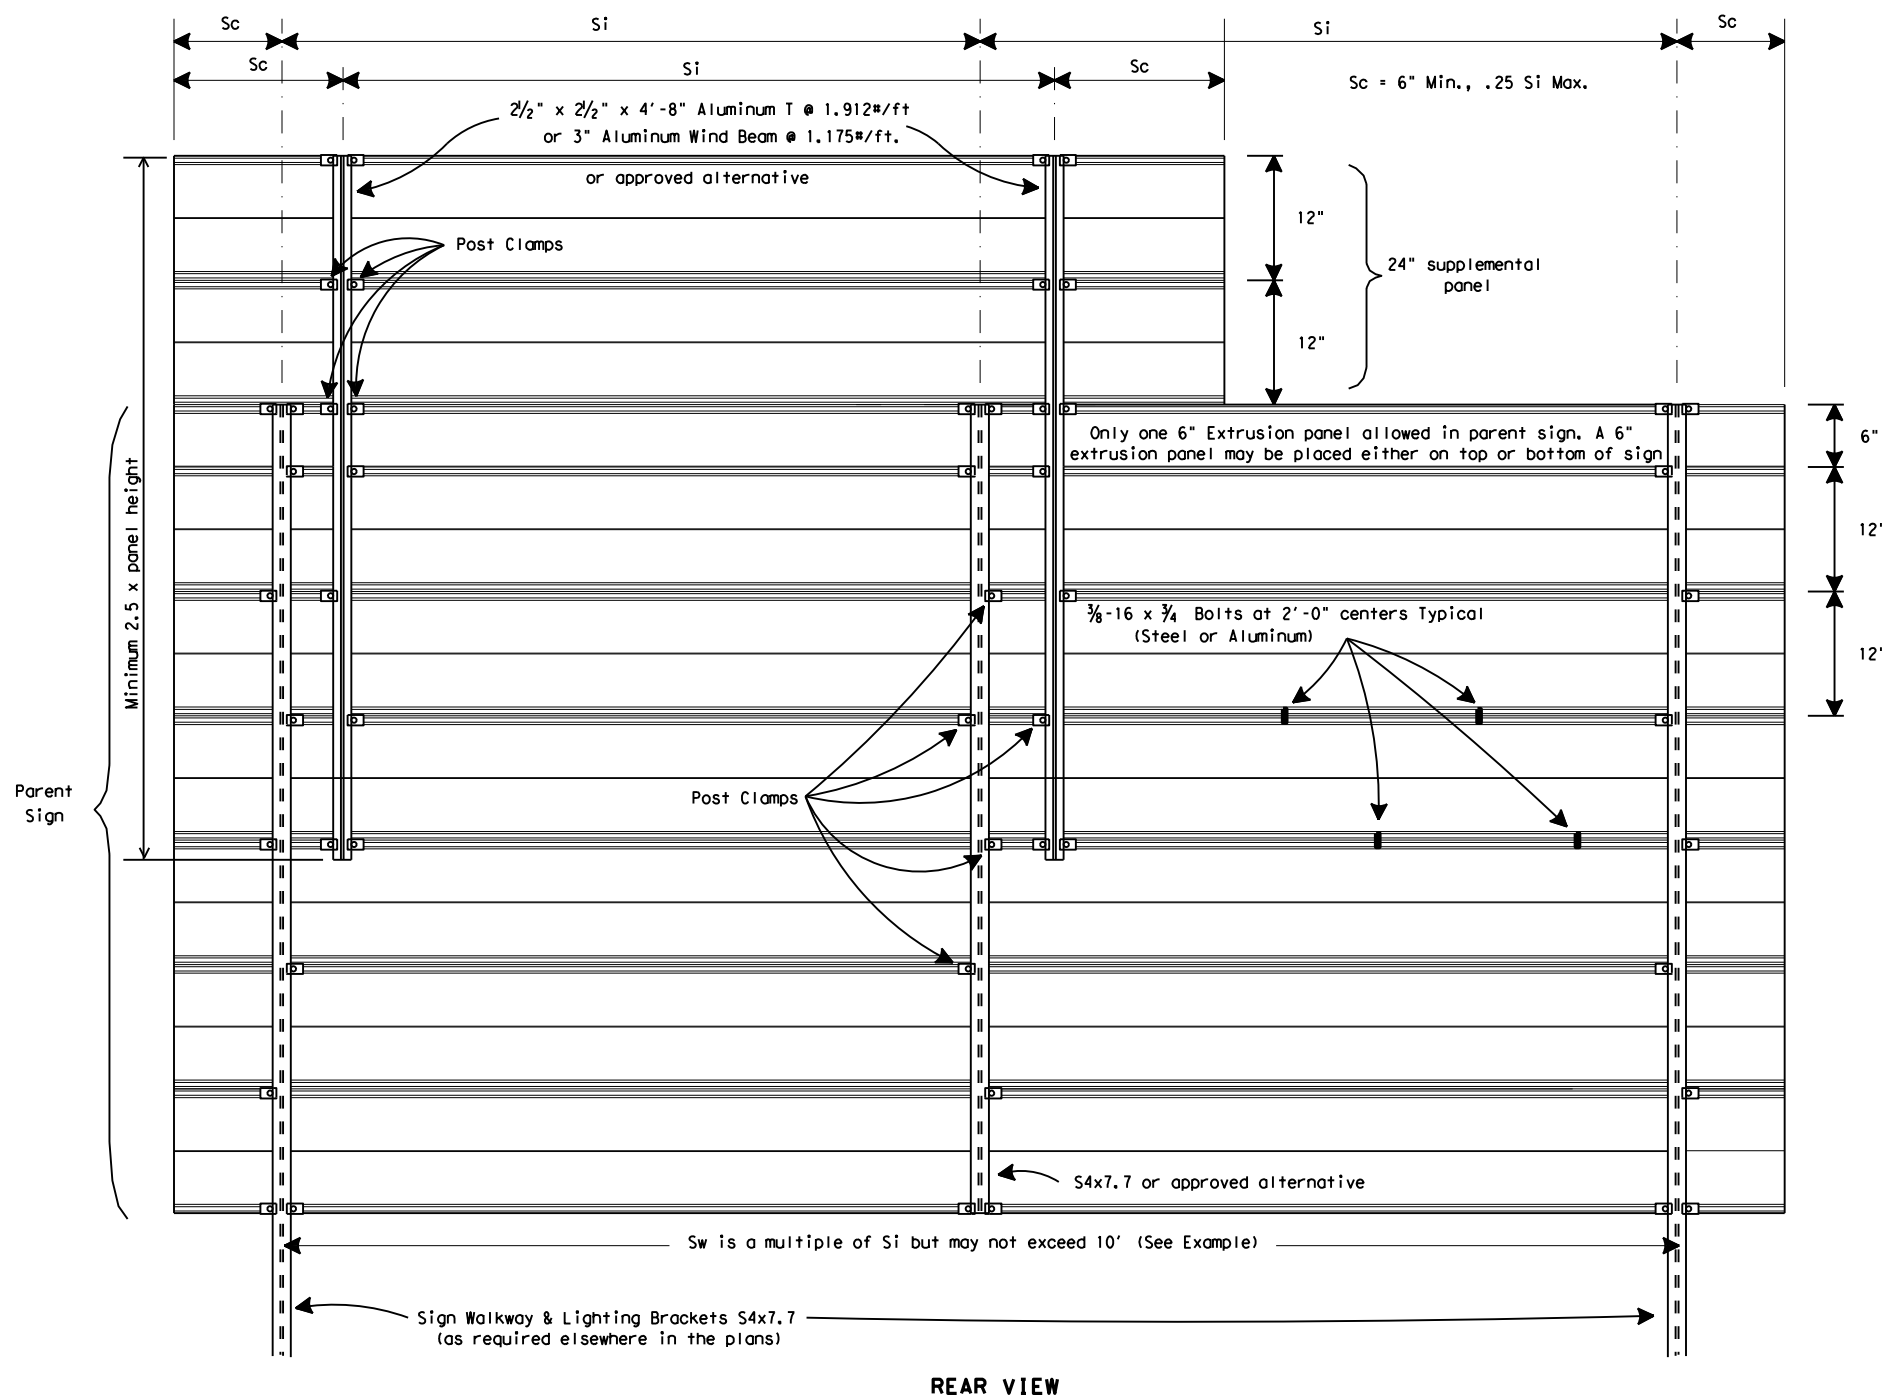 Sc
Si
Si
Sc
Sc
Si
Sc
Sc = 6" Min., .25 Si Max.
2½" x 2½" x 4'-8" Aluminum T @ 1.912#/ft
or 3" Aluminum Wind Beam @ 1.175#/ft.
or approved alternative
12"
Post Clamps
24" supplemental
panel
12"
Only one 6" Extrusion panel allowed in parent sign. A 6"
extrusion panel may be placed either on top or bottom of sign
6"
Minimum 2.5 x panel height
12'
⅜-16 x ¾ Bolts at 2'-0" centers Typical
(Steel or Aluminum)
12'
Parent
Sign
Post Clamps
S4x7.7 or approved alternative
Sw is a multiple of Si but may not exceed 10' (See Example)
Sign Walkway & Lighting Brackets S4x7.7
(as required elsewhere in the plans)
REAR VIEW